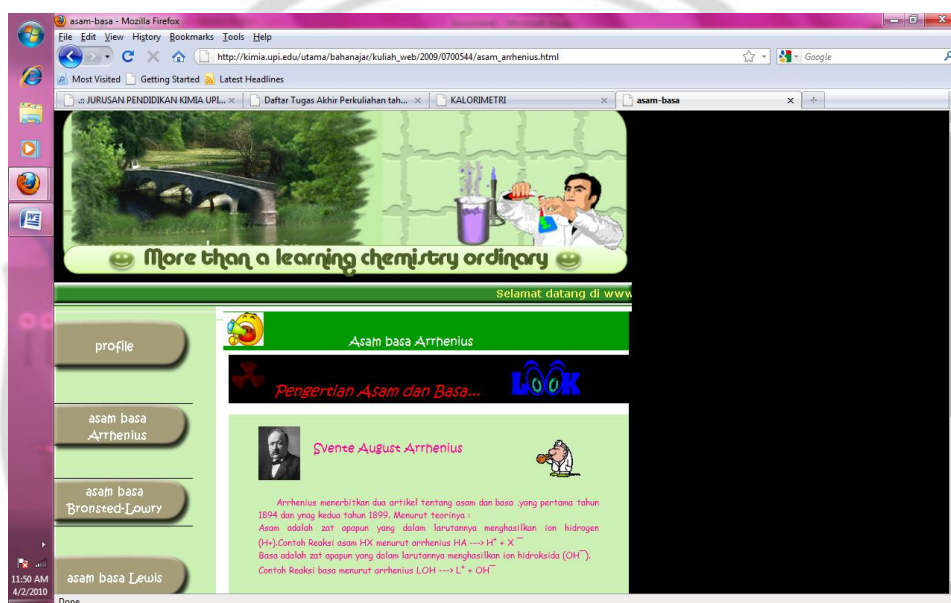 asam-basa - Mozilla Firefox
File Edit View History Bookmarks Tools Help
http://kimia.upi.edu/utama/bahanajar/kuliah_web/2009/0700544/asam_arrhenius.html
Google
Most Visited Getting Started Latest Headlines
.:: JURUSAN PENDIDIKAN KIMIA UPI... Daftar Tugas Akhir Perkuliahan tah... KALORIMETRI asam-basa
More than a learning chemistry ordinary
Selamat datang di www
profile
asam basa
Arrhenius
asam basa
Bronsted-Lowry
asam basa Lewis
Asam basa Arrhenius
Pengertian Asam dan Basa...
LOOK
Svente August Arrhenius
Arrhenius menerbitkan dua artikel tentang asam dan basa .yang pertama tahun
1894 dan ynag kedua tahun 1899. Menurut teorinya :
Asam adalah zat apapun yang dalam larutannya menghasilkan ion hidrogen
(H+).Contoh Reaksi asam HX menurut arrhenius HA ---> H⁺ + X ⁻
Basa adalah zat apapun yang dalam larutannya menghasilkan ion hidroksida (OH⁻).
Contoh Reaksi basa menurut arrhenius LOH ---> L⁺ + OH⁻
11:50 AM
4/2/2010
Done